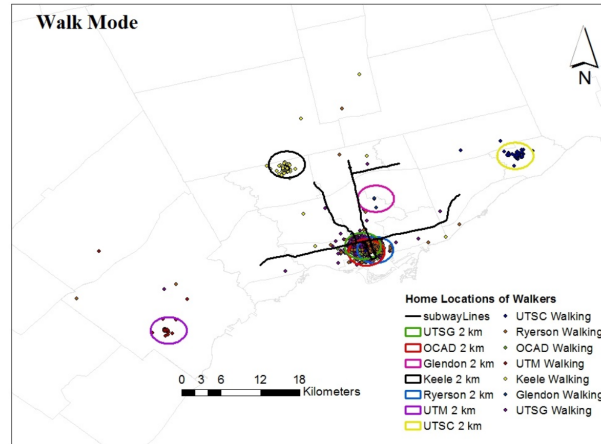 Walk Mode
N
Home Locations of Walkers
subwayLines
UTSG 2 km
OCAD 2 km
Glendon 2 km
Keele 2 km
Ryerson 2 km
UTM 2 km
UTSC 2 km
UTSC Walking
Ryerson Walking
OCAD Walking
UTM Walking
Keele Walking
Glendon Walking
UTSG Walking
0 2 3 6 12 18
Kilometers